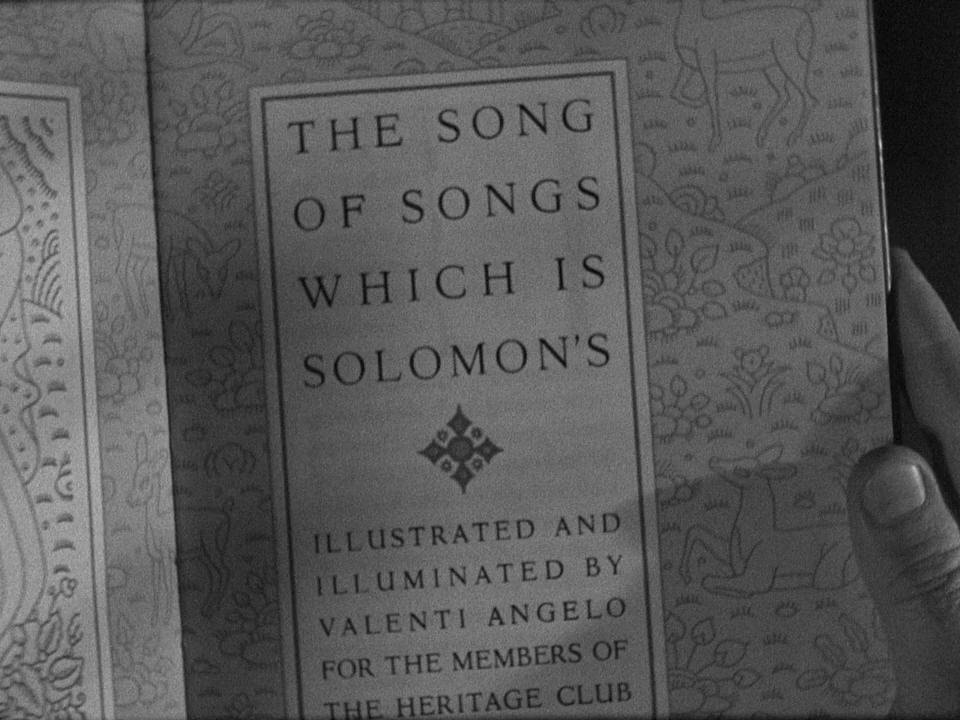 THE SONG
OF SONGS
WHICH IS
SOLOMON'S
ILLUSTRATED AND
ILLUMINATED BY
VALENTI ANGELO
FOR THE MEMBERS OF
THE HERITAGE CLUB